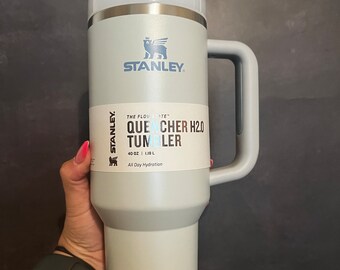 STANLEY
THE FLOWSTATE™
QUENCHER H2.0
TUMBLER
40 OZ | 1.18 L
All Day Hydration
STANLEY